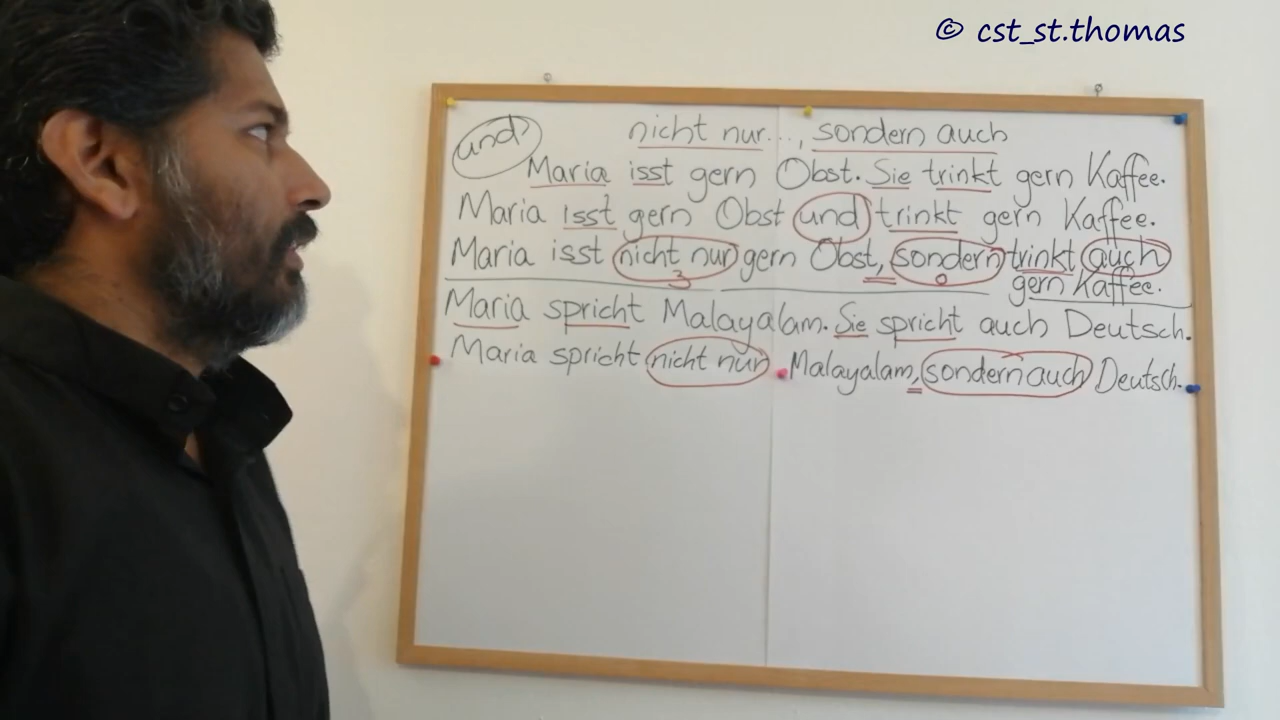 © cst_st.thomas
und
nicht nur..., sondern auch
Maria isst gern Obst. Sie trinkt gern Kaffee.
Maria isst gern Obst und trinkt gern Kaffee.
Maria isst nicht nur gern Obst, sondern trinkt auch
3 0
gern Kaffee.
Maria spricht Malayalam. Sie spricht auch Deutsch.
Maria spricht nicht nur Malayalam, sondern auch Deutsch.